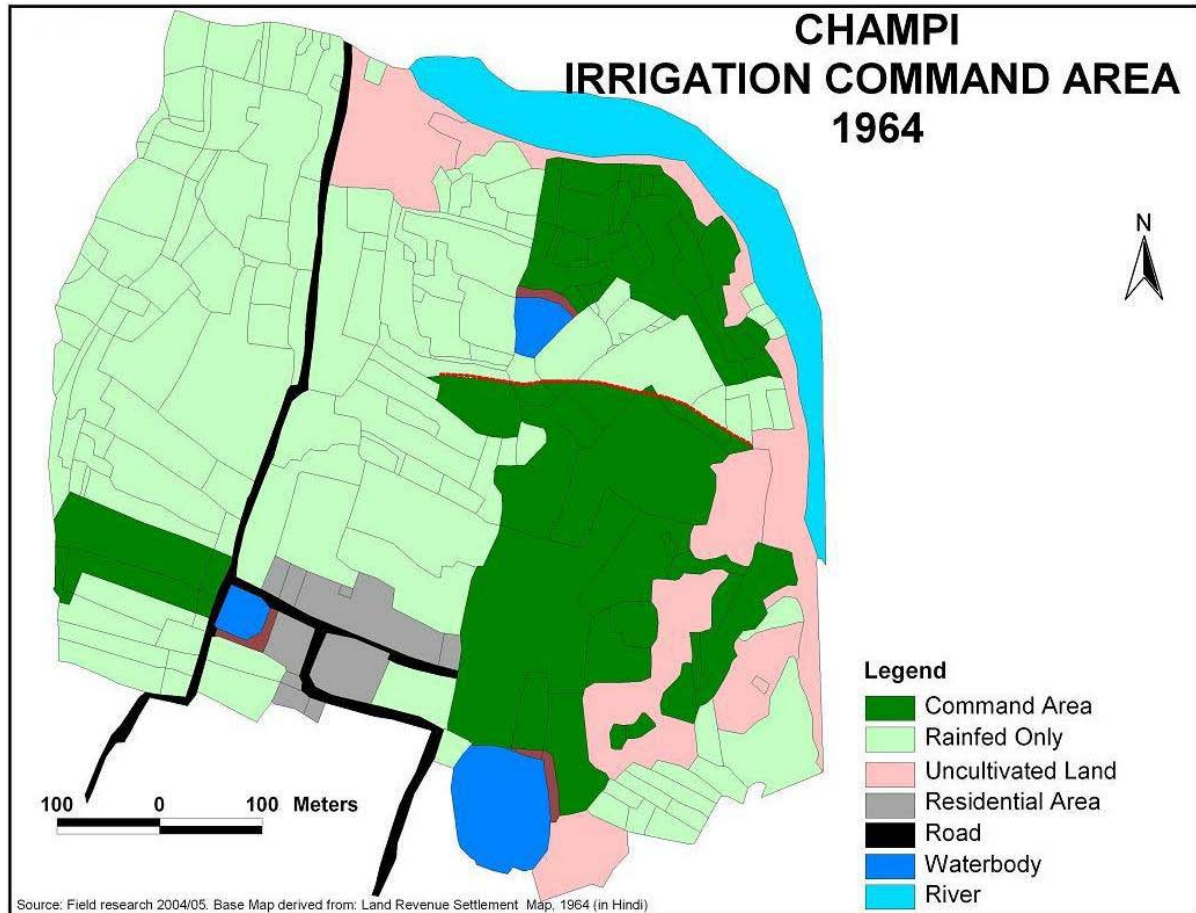 CHAMPI
IRRIGATION COMMAND AREA
1964
N
Legend
Command Area
Rainfed Only
Uncultivated Land
Residential Area
Road
Waterbody
River
100 0 100 Meters
Source: Field research 2004/05. Base Map derived from: Land Revenue Settlement Map, 1964 (in Hindi)